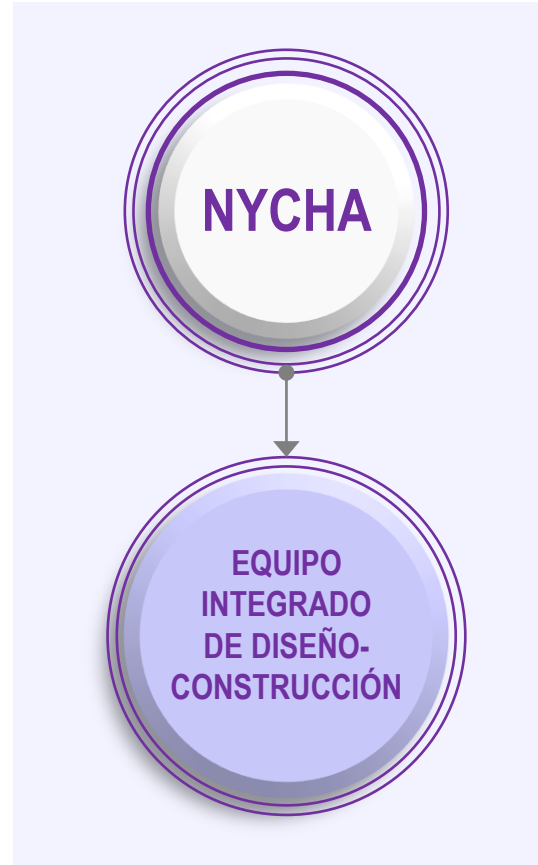 NYCHA
EQUIPO
INTEGRADO
DE DISEÑO-
CONSTRUCCIÓN